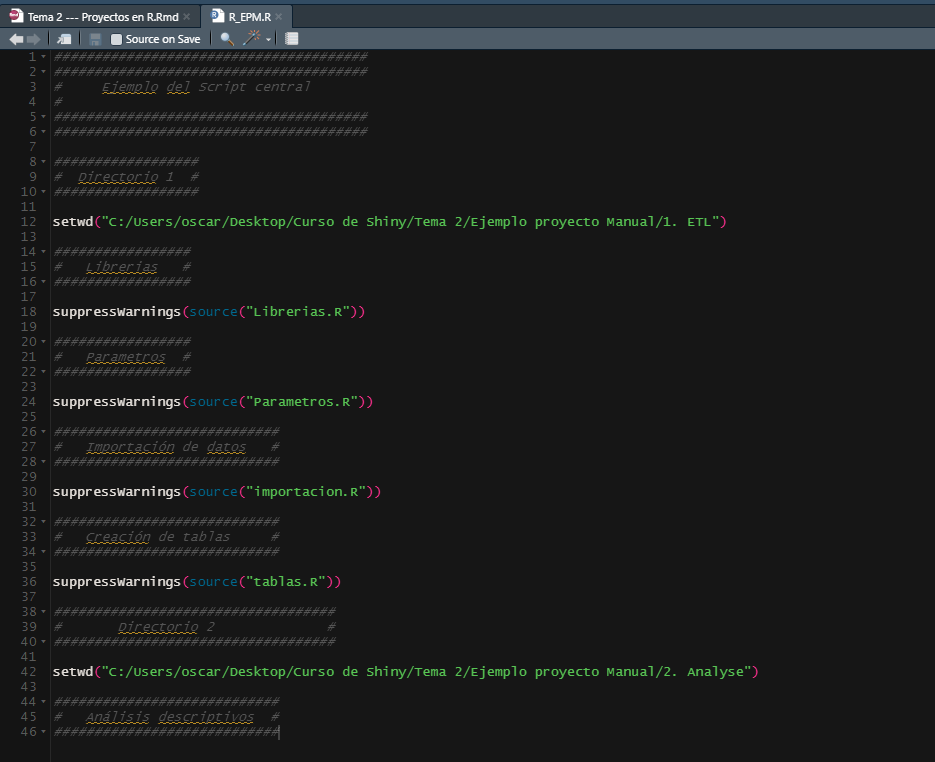 Tema 2 --- Proyectos en R.Rmd × R_EPM.R ×
Source on Save
1 #######################################
2 #######################################
3 #     Ejemplo del Script central
4 #
5 #######################################
6 #######################################
7
8 ##################
9 #  Directorio 1  #
10 ##################
11
12 setwd("C:/Users/oscar/Desktop/Curso de Shiny/Tema 2/Ejemplo proyecto Manual/1. ETL")
13
14 #################
15 #   Librerias   #
16 #################
17
18 suppressWarnings(source("Librerias.R"))
19
20 #################
21 #   Parametros  #
22 #################
23
24 suppressWarnings(source("Parametros.R"))
25
26 ############################
27 #   Importación de datos   #
28 ############################
29
30 suppressWarnings(source("importacion.R"))
31
32 ############################
33 #   Creación de tablas     #
34 ############################
35
36 suppressWarnings(source("tablas.R"))
37
38 ###################################
39 #       Directorio 2              #
40 ###################################
41
42 setwd("C:/Users/oscar/Desktop/Curso de Shiny/Tema 2/Ejemplo proyecto Manual/2. Analyse")
43
44 ############################
45 #   Análisis descriptivos  #
46 ############################